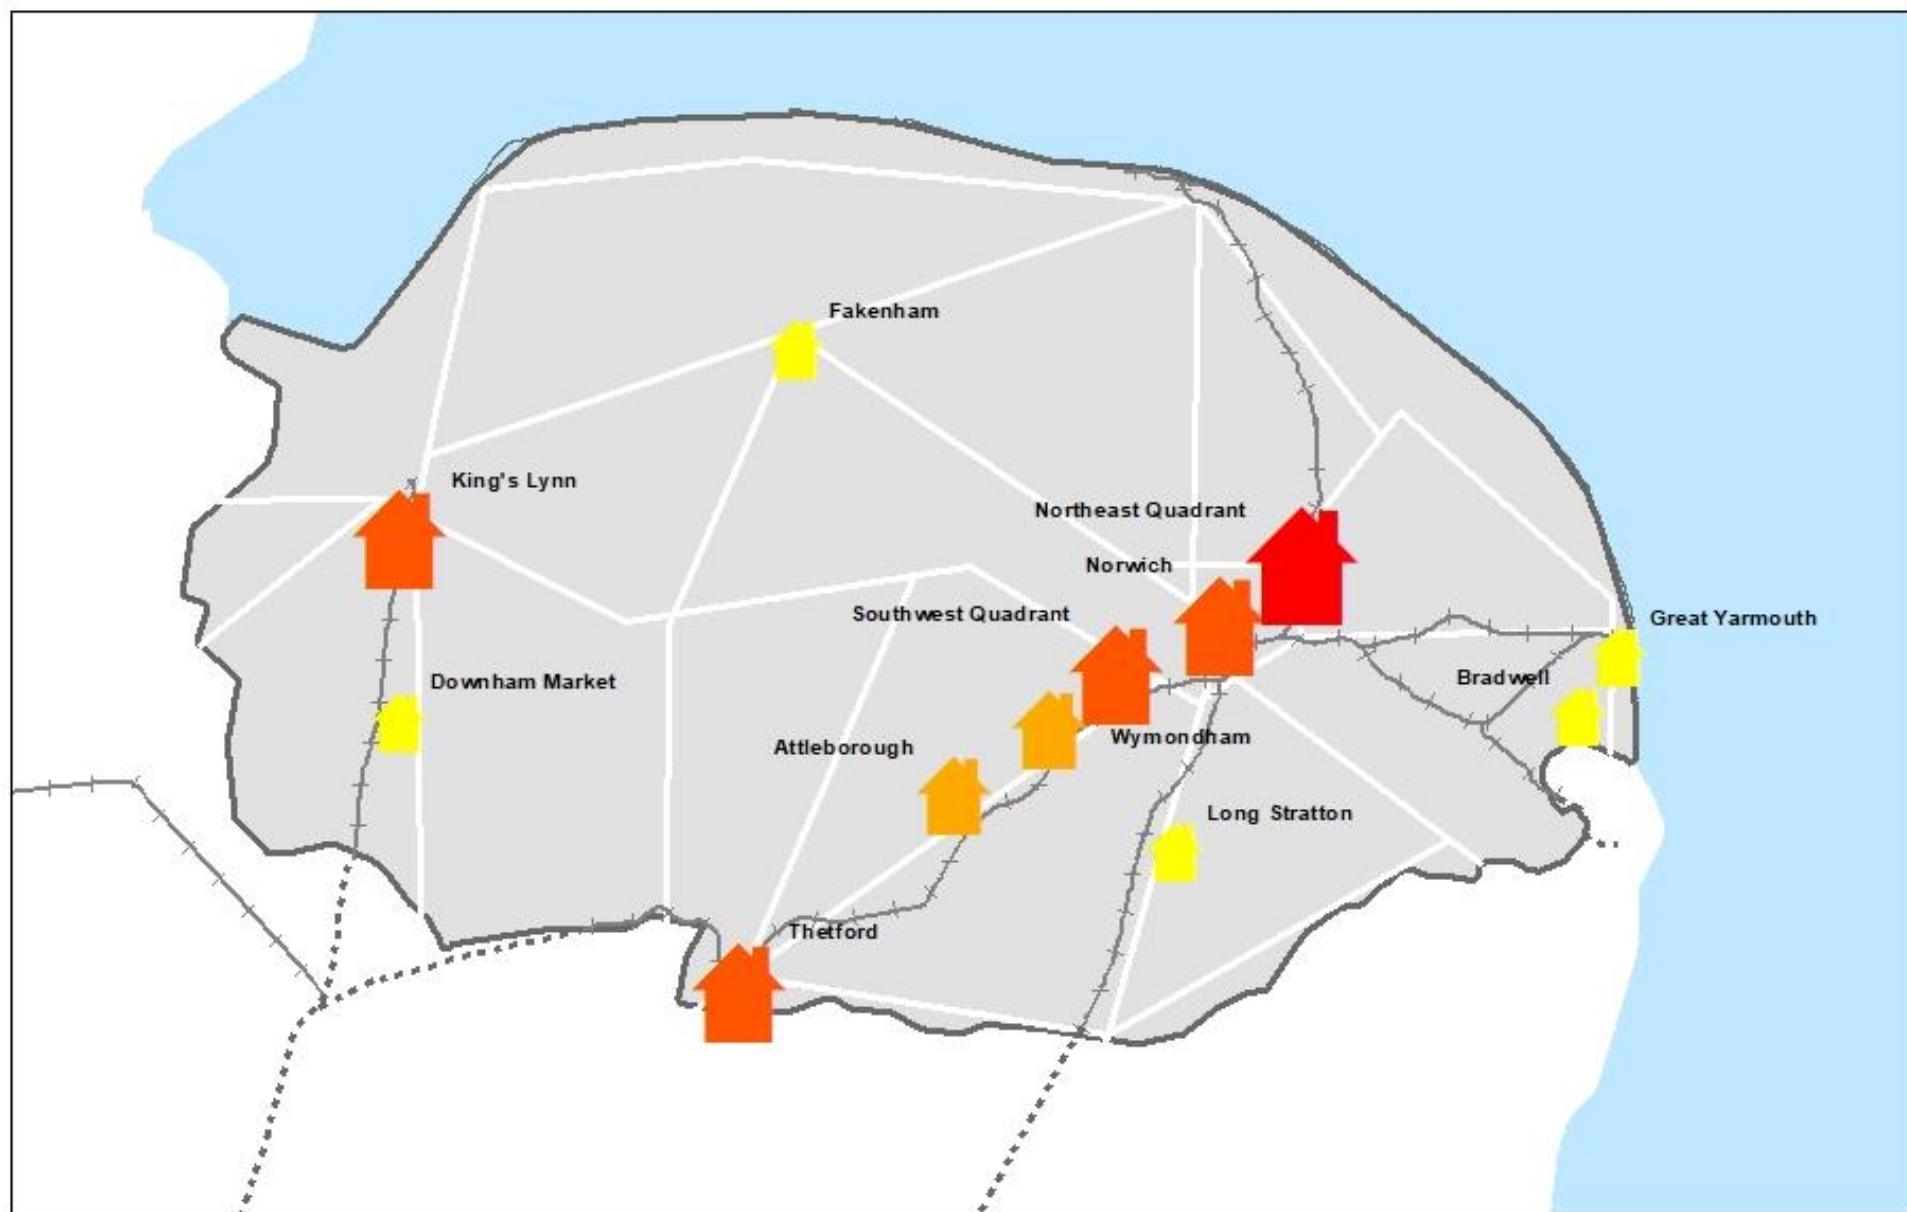 Fakenham
King's Lynn
Northeast Quadrant
Norwich
Southwest Quadrant
Great Yarmouth
Bradwell
Downham Market
Wymondham
Attleborough
Long Stratton
Thetford